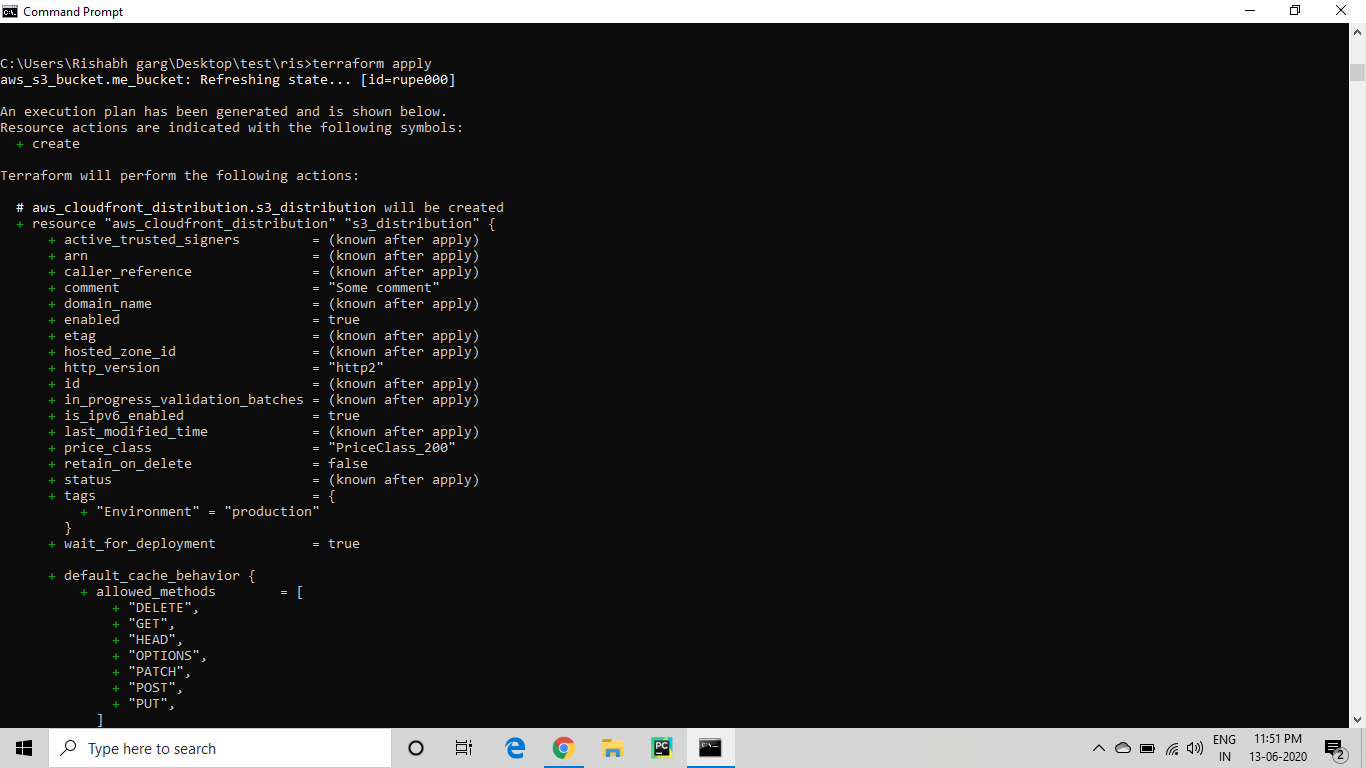 Command Prompt
C:\Users\Rishabh garg\Desktop\test\ris>terraform apply
aws_s3_bucket.me_bucket: Refreshing state... [id=rupe000]
An execution plan has been generated and is shown below.
Resource actions are indicated with the following symbols:
  + create
Terraform will perform the following actions:
  # aws_cloudfront_distribution.s3_distribution will be created
  + resource "aws_cloudfront_distribution" "s3_distribution" {
      + active_trusted_signers         = (known after apply)
      + arn                            = (known after apply)
      + caller_reference               = (known after apply)
      + comment                        = "Some comment"
      + domain_name                    = (known after apply)
      + enabled                        = true
      + etag                           = (known after apply)
      + hosted_zone_id                 = (known after apply)
      + http_version                   = "http2"
      + id                             = (known after apply)
      + in_progress_validation_batches = (known after apply)
      + is_ipv6_enabled                = true
      + last_modified_time             = (known after apply)
      + price_class                    = "PriceClass_200"
      + retain_on_delete               = false
      + status                         = (known after apply)
      + tags                           = {
          + "Environment" = "production"
        }
      + wait_for_deployment            = true
      + default_cache_behavior {
          + allowed_methods        = [
              + "DELETE",
              + "GET",
              + "HEAD",
              + "OPTIONS",
              + "PATCH",
              + "POST",
              + "PUT",
            ]
Type here to search
ENG
IN
11:51 PM
13-06-2020
2